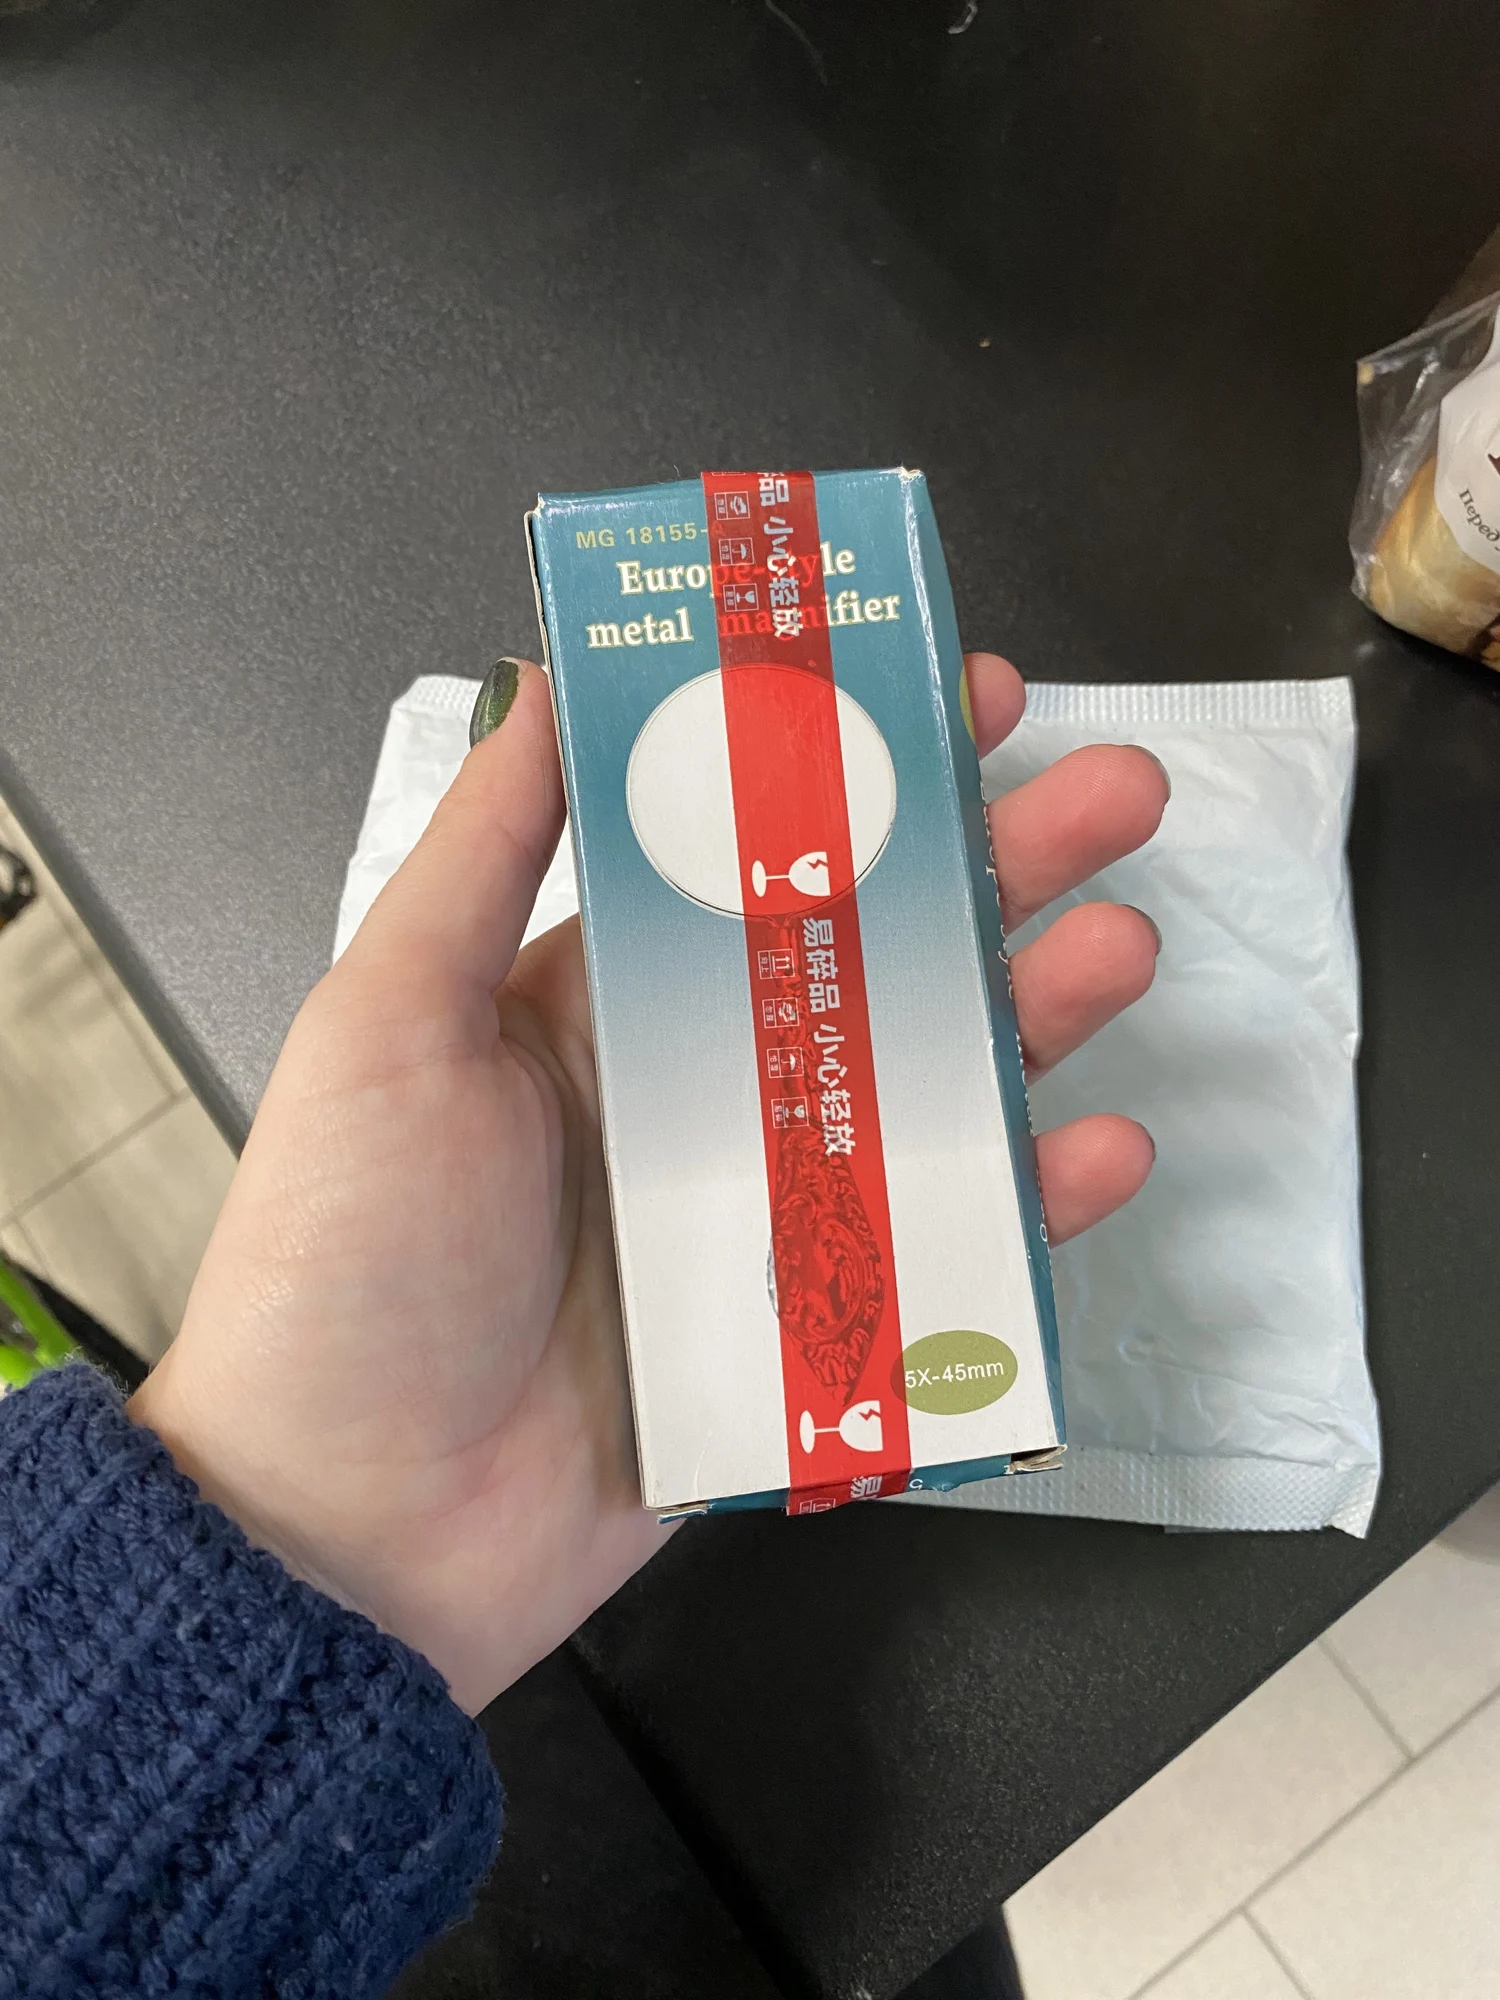 MG 18155-A
Europe-style
metal magnifier
品 小心轻放
易碎品 小心轻放
5X-45mm
易
Перед